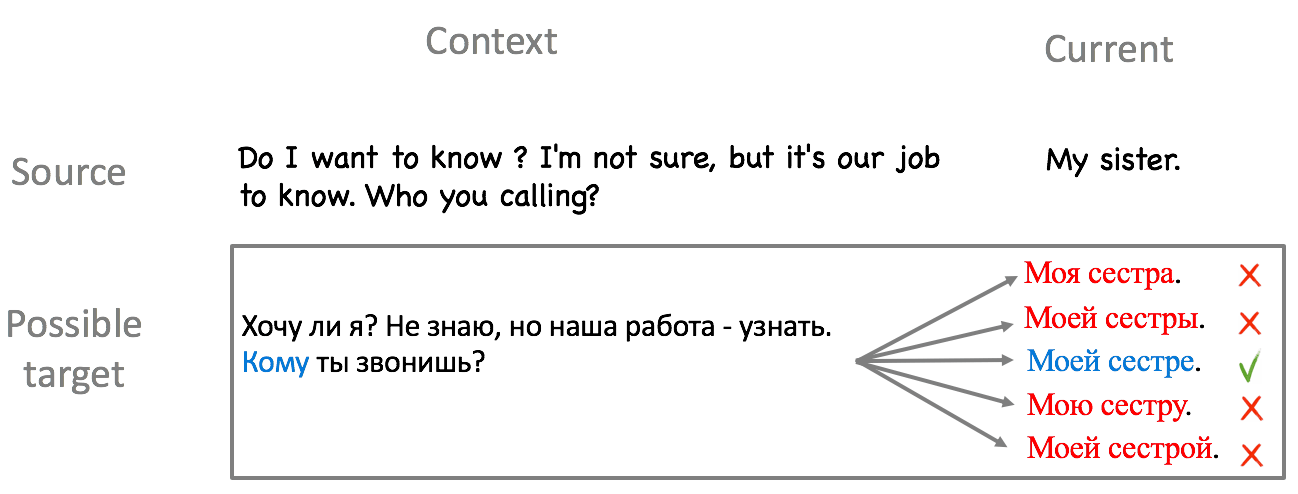 Context
Current
Source
Do I want to know ? I'm not sure, but it's our job
to know. Who you calling?
My sister.
Possible
target
Хочу ли я? Не знаю, но наша работа - узнать.
Кому ты звонишь?
Моя сестра.
Моей сестры.
Моей сестре.
Мою сестру.
Моей сестрой.